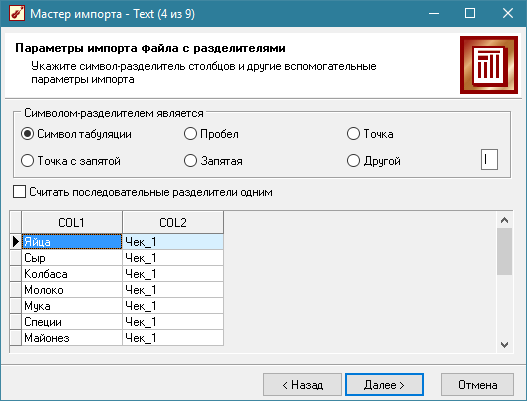 Мастер импорта - Text (4 из 9)
Параметры импорта файла с разделителями
Укажите символ-разделитель столбцов и другие вспомогательные
параметры импорта
Символом-разделителем является
Символ табуляции Пробел Точка
Точка с запятой Запятая Другой |
Считать последовательные разделители одним
COL1 COL2
Яйца Чек_1
Сыр Чек_1
Колбаса Чек_1
Молоко Чек_1
Мука Чек_1
Специи Чек_1
Майонез Чек_1
< Назад Далее > Отмена